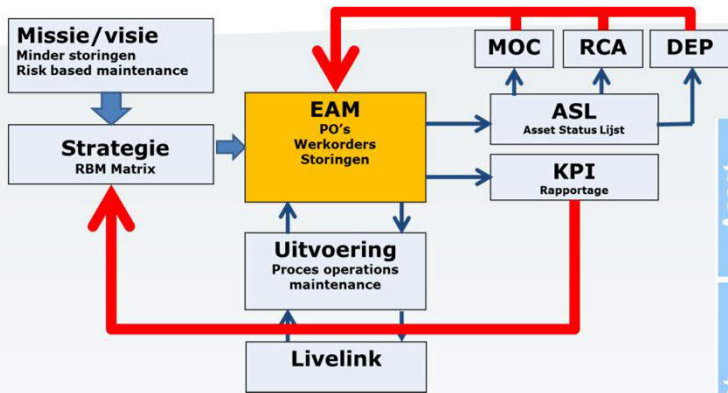 Missie/visie
Minder storingen
Risk based maintenance
MOC
RCA
DEP
EAM
PO's
Werkorders
Storingen
ASL
Asset Status Lijst
Strategie
RBM Matrix
KPI
Rapportage
Uitvoering
Proces operations
maintenance
Livelink